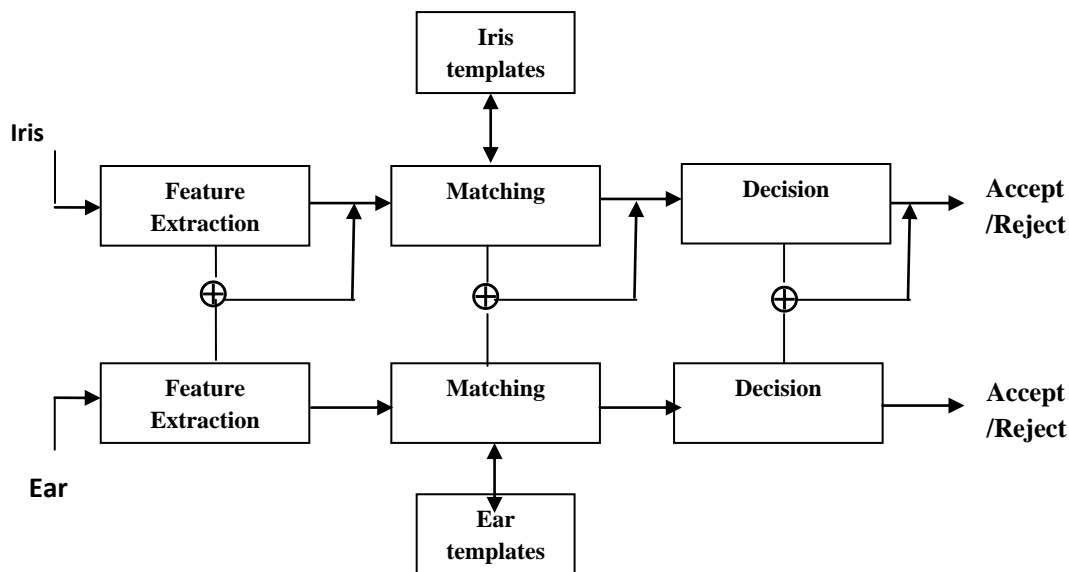 Iris
templates
Iris
Feature
Extraction
Matching
Decision
Accept
/Reject
Feature
Extraction
Matching
Decision
Accept
/Reject
Ear
Ear
templates